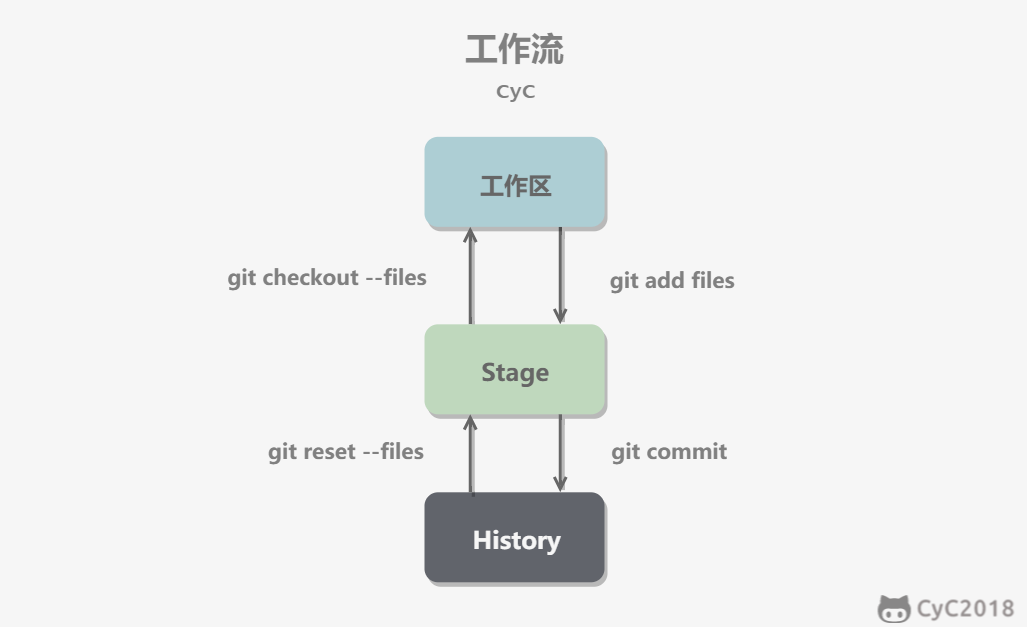 工作流
CyC
工作区
git checkout --files
git add files
Stage
git reset --files
git commit
History
CyC2018